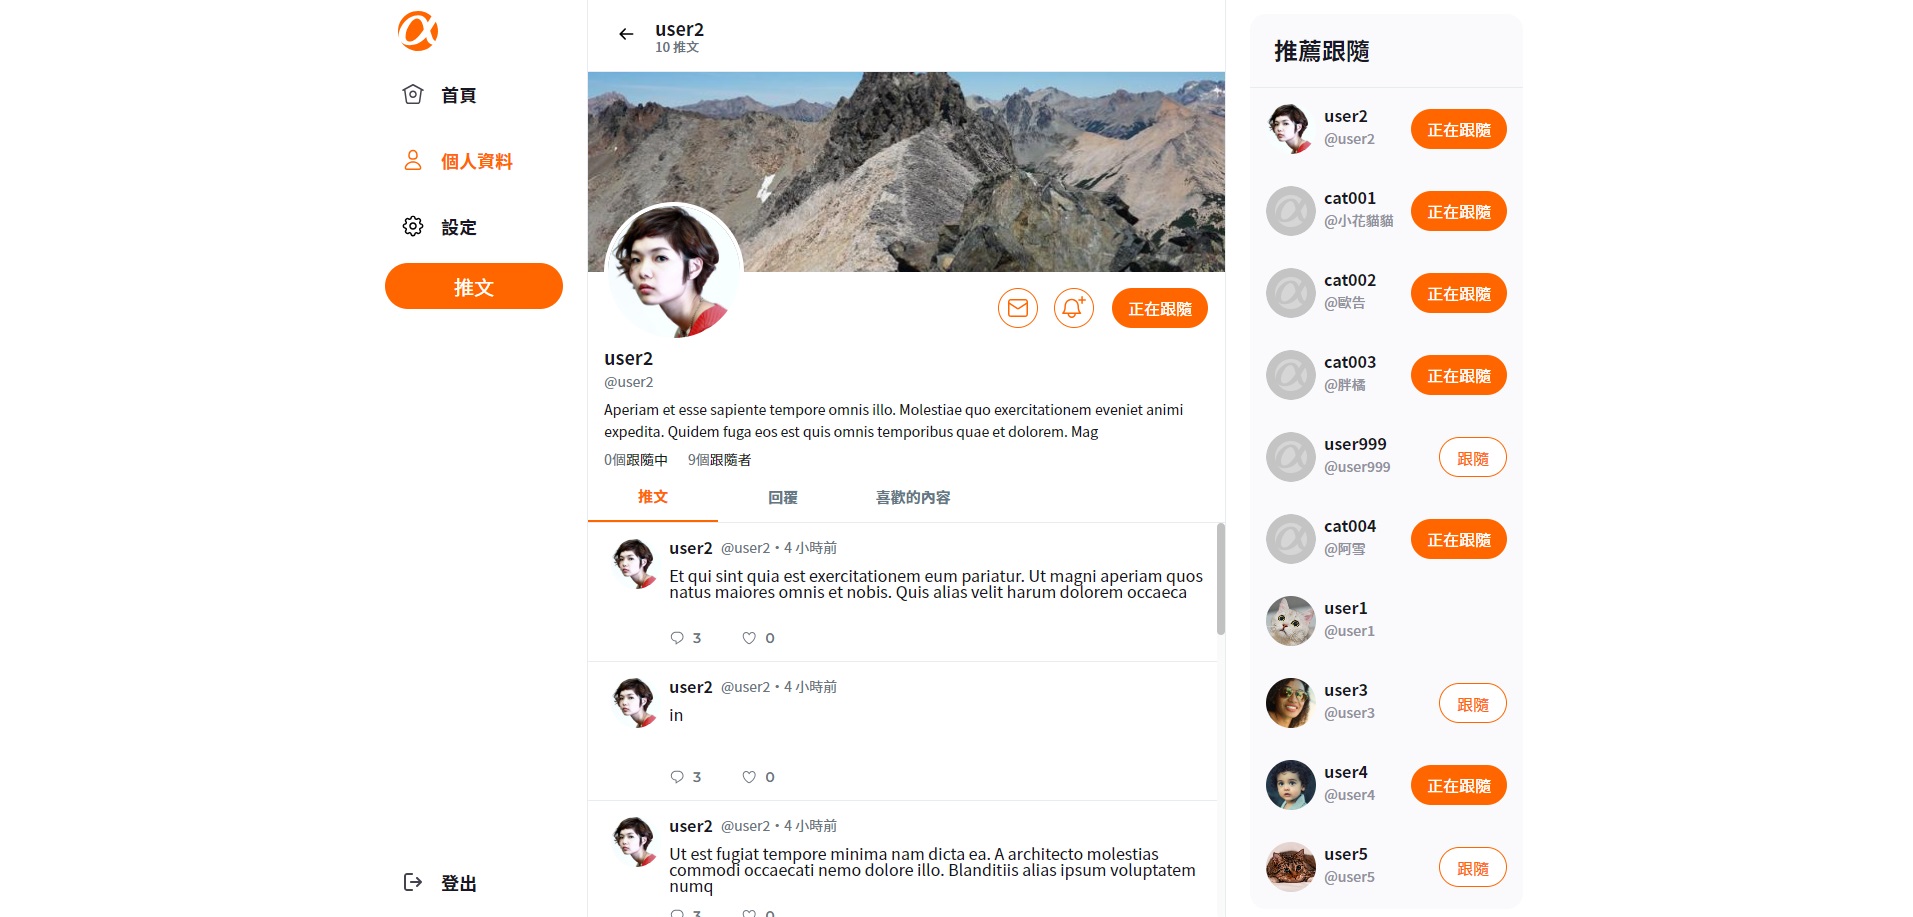 首頁
個人資料
設定
推文
登出
user2
10 推文
正在跟隨
user2
@user2
Aperiam et esse sapiente tempore omnis illo. Molestiae quo exercitationem eveniet animi
expedita. Quidem fuga eos est quis omnis temporibus quae et dolorem. Mag
0個跟隨中 9個跟隨者
推文 回覆 喜歡的內容
user2 @user2・4 小時前
Et qui sint quia est exercitationem eum pariatur. Ut magni aperiam quos
natus maiores omnis et nobis. Quis alias velit harum dolorem occaeca
3 0
user2 @user2・4 小時前
in
3 0
user2 @user2・4 小時前
Ut est fugiat tempore minima nam dicta ea. A architecto molestias
commodi occaecati nemo dolore illo. Blanditiis alias ipsum voluptatem
numq
3 0
推薦跟隨
user2
@user2
正在跟隨
cat001
@小花貓貓
正在跟隨
cat002
@歐告
正在跟隨
cat003
@胖橘
正在跟隨
user999
@user999
跟隨
cat004
@阿雪
正在跟隨
user1
@user1
user3
@user3
跟隨
user4
@user4
正在跟隨
user5
@user5
跟隨